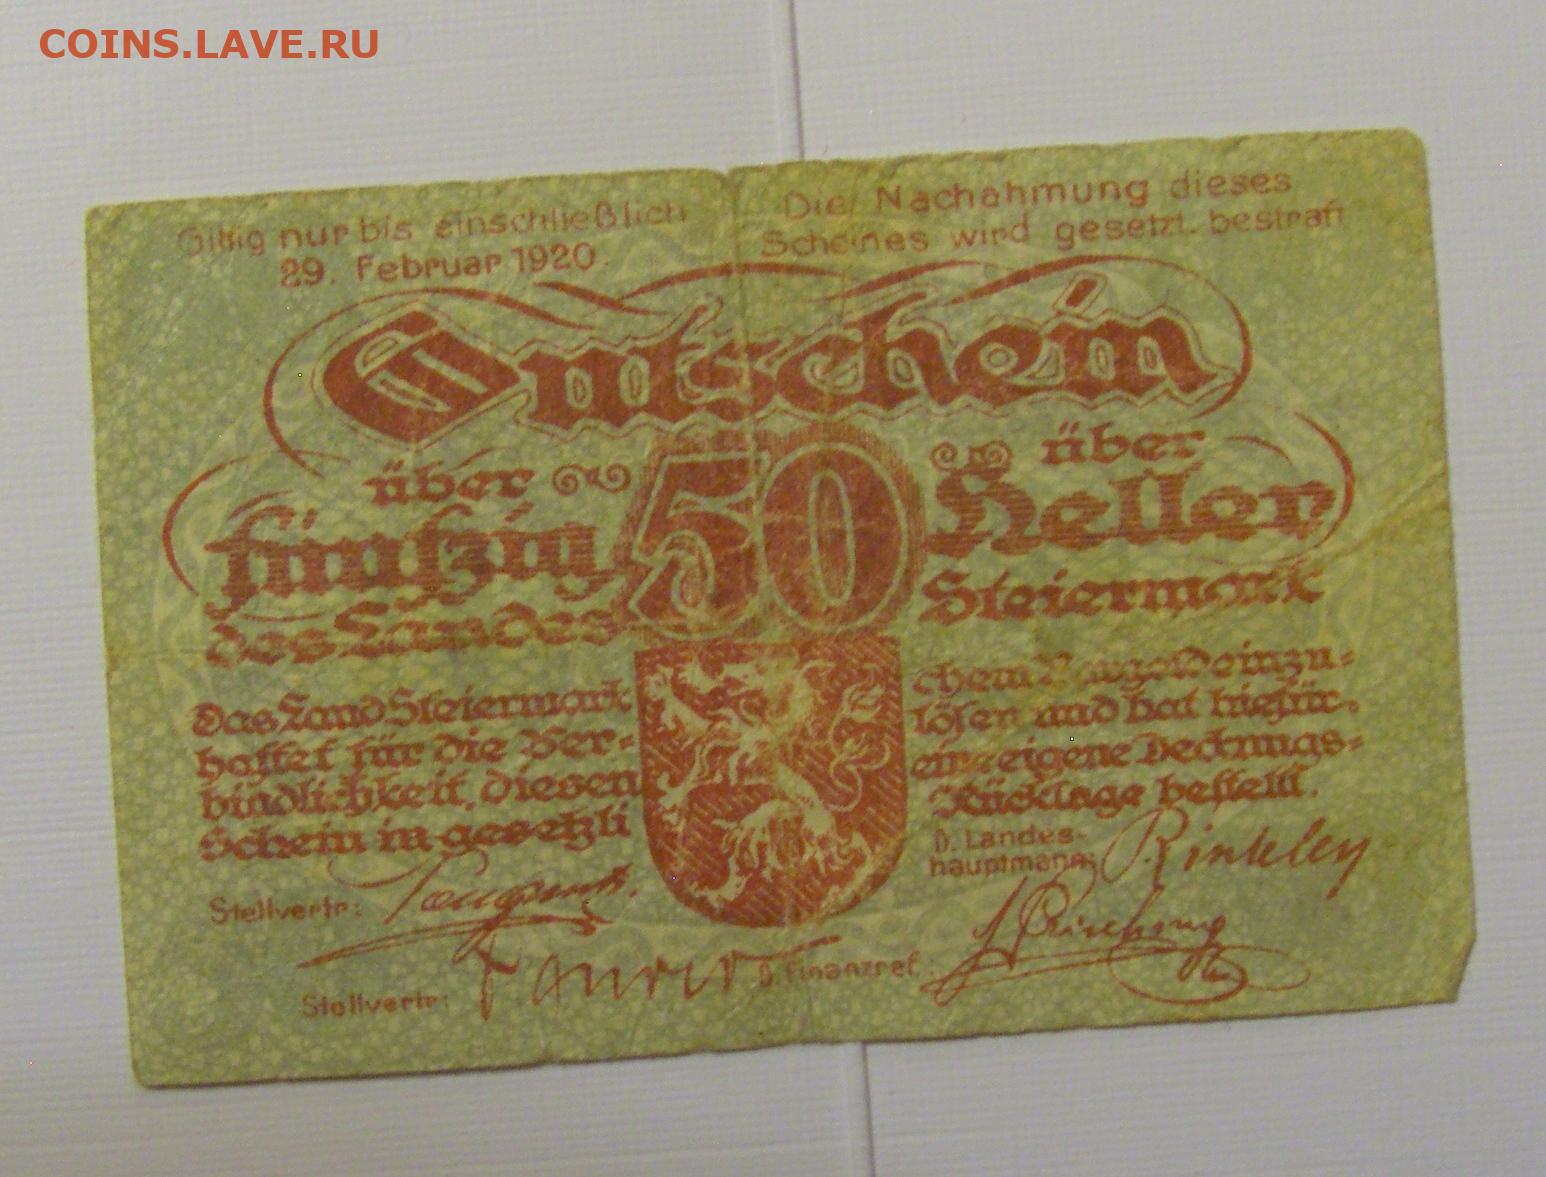 COINS.LAVE.RU
Giltig nur bis einschließlich
29. Februar 1920.
Die Nachahmung dieses
Scheines wird gesetzl. bestraft
Gutschein
über
fünfzig
des Landes
50
über
Heller
Steiermark
Das Land Steiermark
haftet für die Ver-
bindlichkeit, diesen
Schein in gesetzli
chem einzu-
lösen und hat hiefür
eine eigene Deckungs-
Rücklage bestellt.
Stellvertr:
D. Landes-
hauptmann: Rintelen
Stellvertr:
D. Finanzref.: